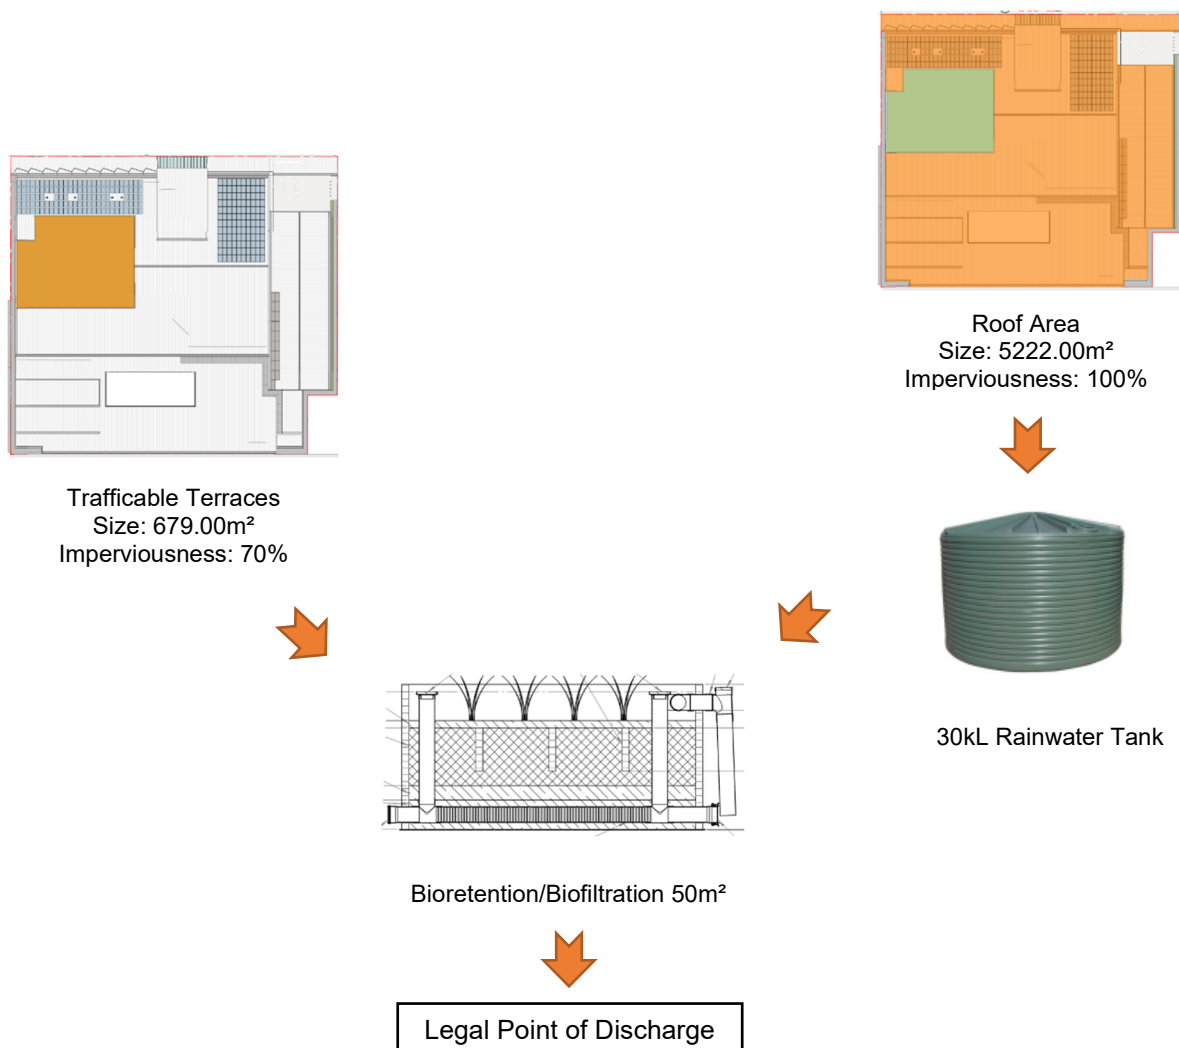 Roof Area
Size: 5222.00m²
Imperviousness: 100%
Trafficable Terraces
Size: 679.00m²
Imperviousness: 70%
30kL Rainwater Tank
Bioretention/Biofiltration 50m²
Legal Point of Discharge